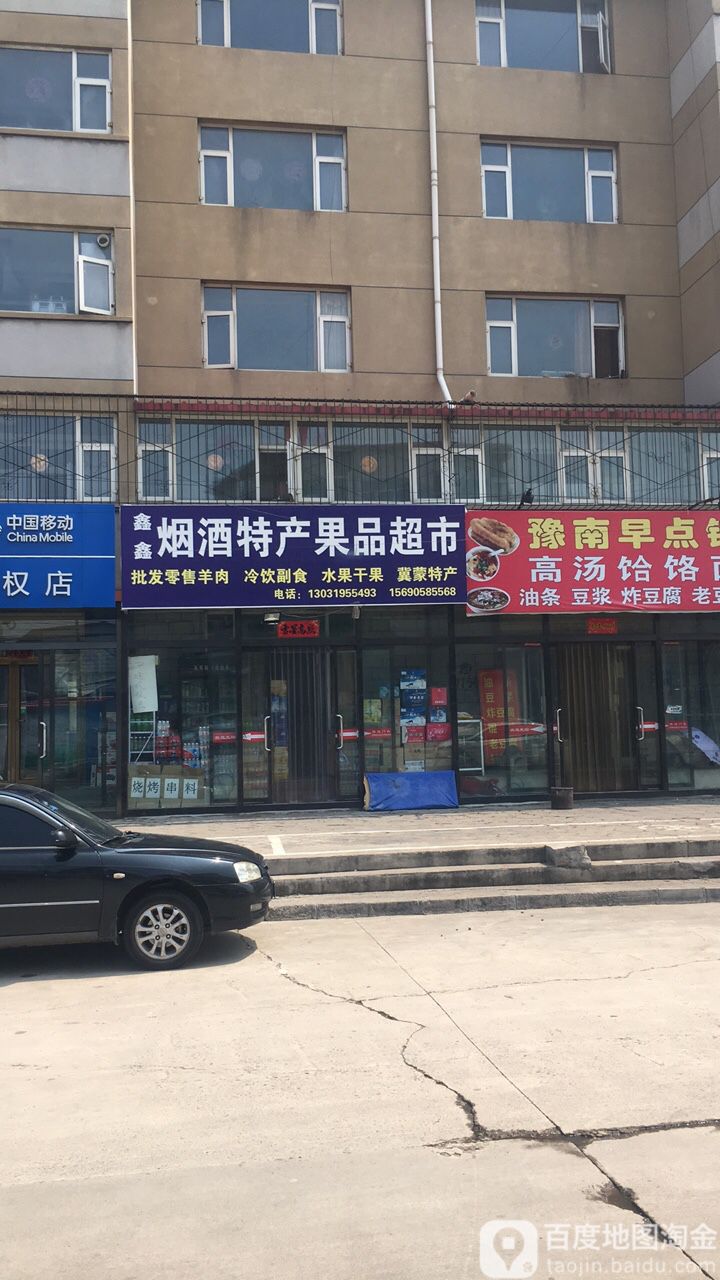 中国移动
China Mobile
权店
鑫鑫
烟酒特产果品超市
批发零售羊肉 冷饮副食 水果干果 冀蒙特产
电话：13031955493 15690585568
豫南早点
高汤饸饹
油条 豆浆 炸豆腐 老
烧烤串料
百度地图淘金
taojin.baidu.com